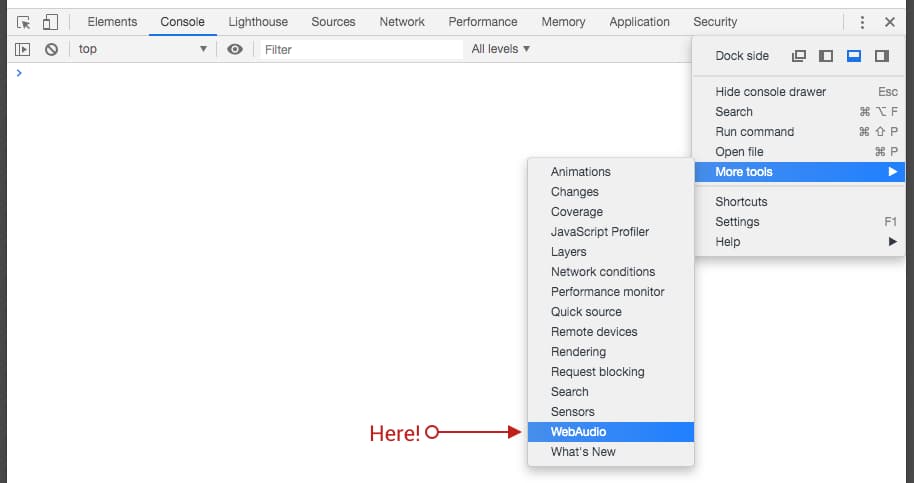 Elements Console Lighthouse Sources Network Performance Memory Application Security
top Filter All levels
Dock side
Hide console drawer Esc
Search ⌘ ⌥ F
Run command ⌘ ⇧ P
Open file ⌘ P
More tools
Shortcuts
Settings F1
Help
Animations
Changes
Coverage
JavaScript Profiler
Layers
Network conditions
Performance monitor
Quick source
Remote devices
Rendering
Request blocking
Search
Sensors
Here! WebAudio
What's New